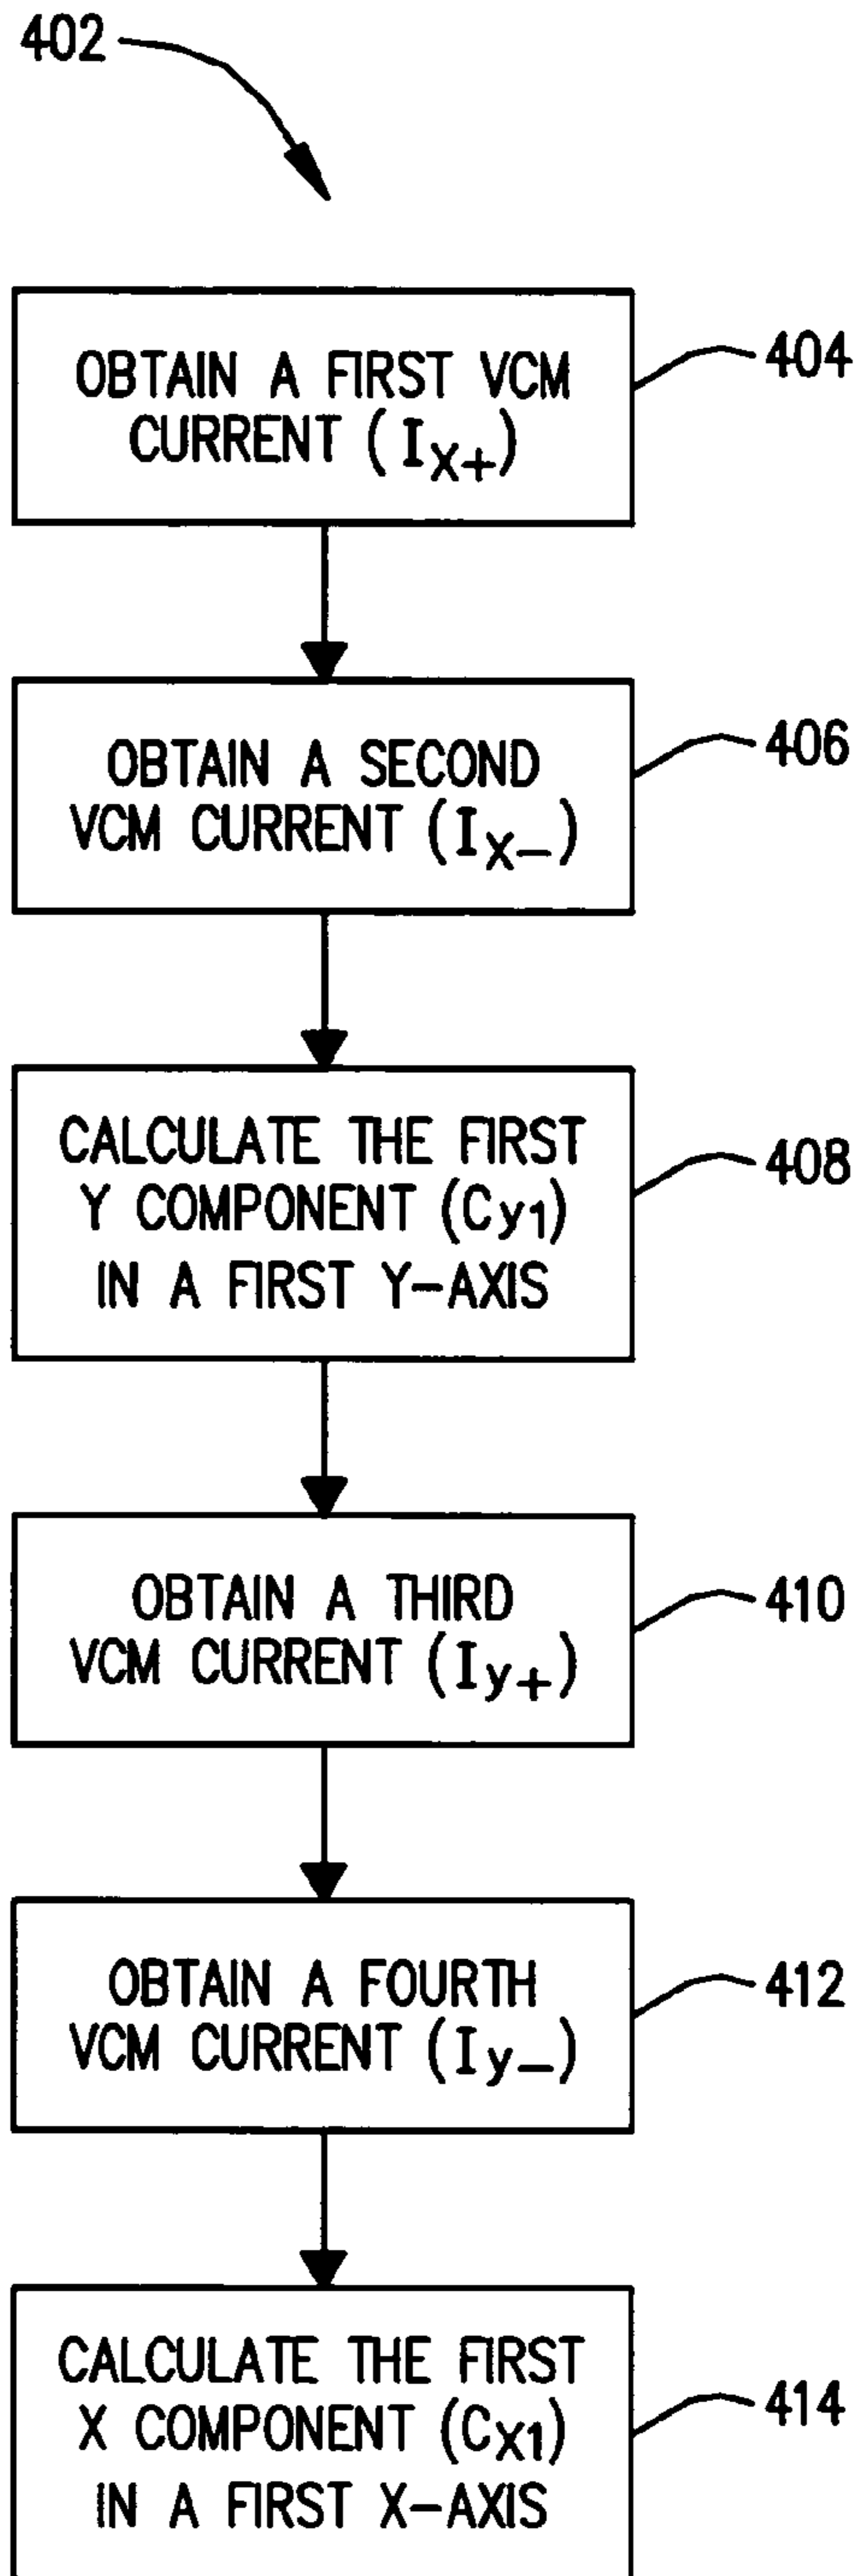 402
OBTAIN A FIRST VCM
CURRENT (IX+)
404
OBTAIN A SECOND
VCM CURRENT (IX−)
406
CALCULATE THE FIRST
Y COMPONENT (Cy1)
IN A FIRST Y-AXIS
408
OBTAIN A THIRD
VCM CURRENT (Iy+)
410
OBTAIN A FOURTH
VCM CURRENT (Iy−)
412
CALCULATE THE FIRST
X COMPONENT (CX1)
IN A FIRST X-AXIS
414